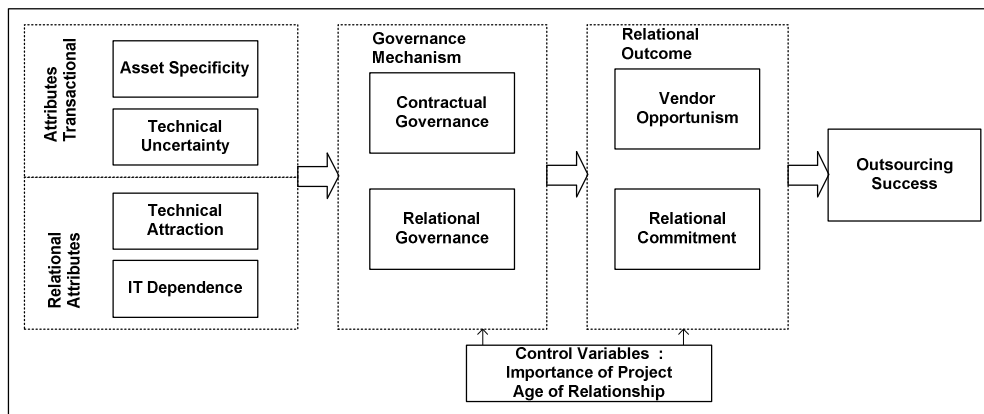 Attributes
Transactional
Asset Specificity
Technical
Uncertainty
Relational
Attributes
Technical
Attraction
IT Dependence
Governance
Mechanism
Contractual
Governance
Relational
Governance
Relational
Outcome
Vendor
Opportunism
Relational
Commitment
Outsourcing
Success
Control Variables :
Importance of Project
Age of Relationship